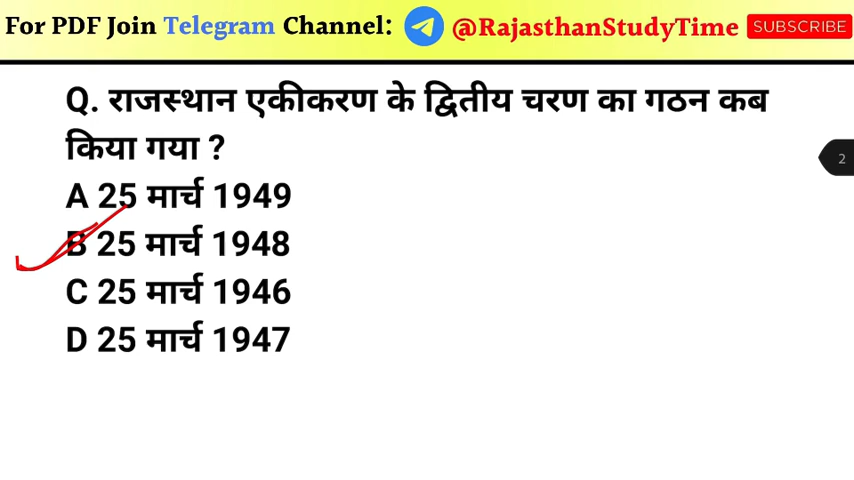 For PDF Join Telegram Channel: @RajasthanStudyTime SUBSCRIBE
Q. राजस्थान एकीकरण के द्वितीय चरण का गठन कब
किया गया ?
2
A 25 मार्च 1949
B 25 मार्च 1948
C 25 मार्च 1946
D 25 मार्च 1947